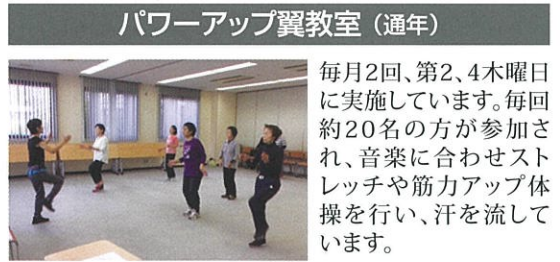 パワーアップ翼教室（通年）
毎月2回、第2、4木曜日
に実施しています。毎回
約20名の方が参加さ
れ、音楽に合わせスト
レッチや筋力アップ体
操を行い、汗を流して
います。